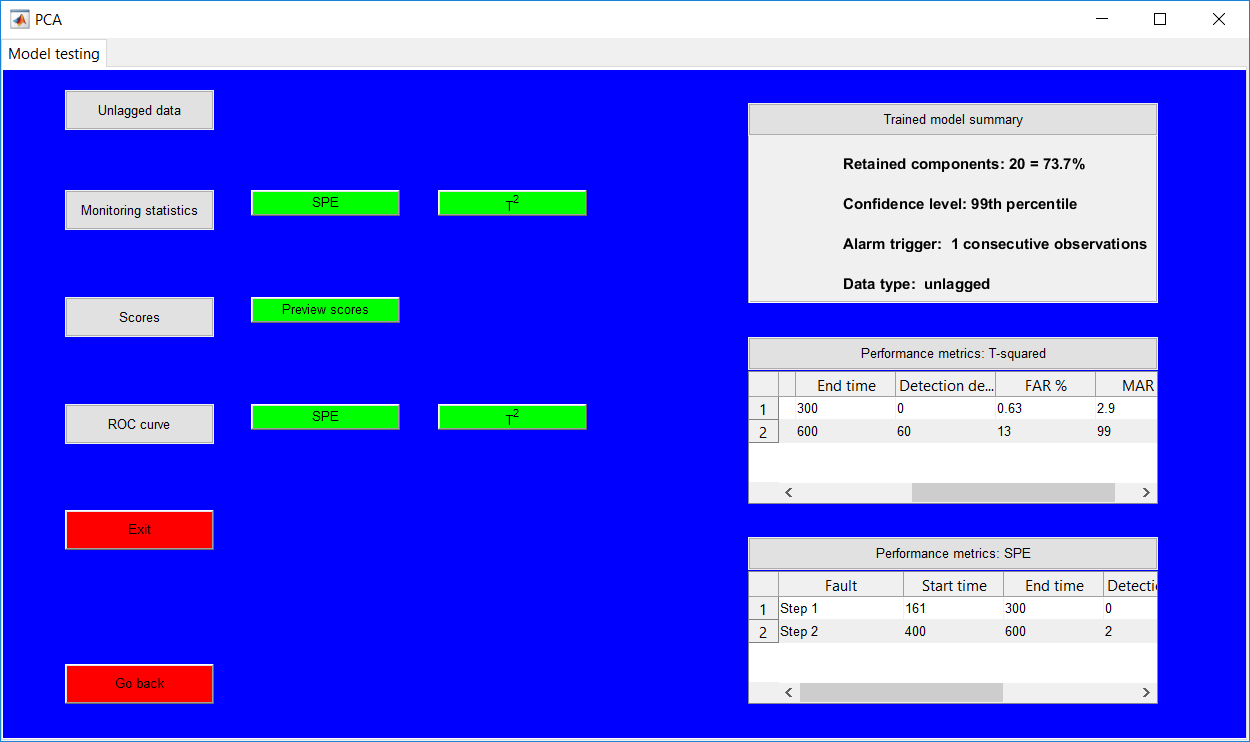 PCA
Model testing
Unlagged data
Monitoring statistics
SPE
T2
Scores
Preview scores
ROC curve
SPE
T2
Exit
Go back
Trained model summary
Retained components: 20 = 73.7%
Confidence level: 99th percentile
Alarm trigger:  1 consecutive observations
Data type:  unlagged
Performance metrics: T-squared
End time Detection de... FAR % MAR
1 300 0 0.63 2.9
2 600 60 13 99
Performance metrics: SPE
Fault Start time End time Detectio
1 Step 1 161 300 0
2 Step 2 400 600 2